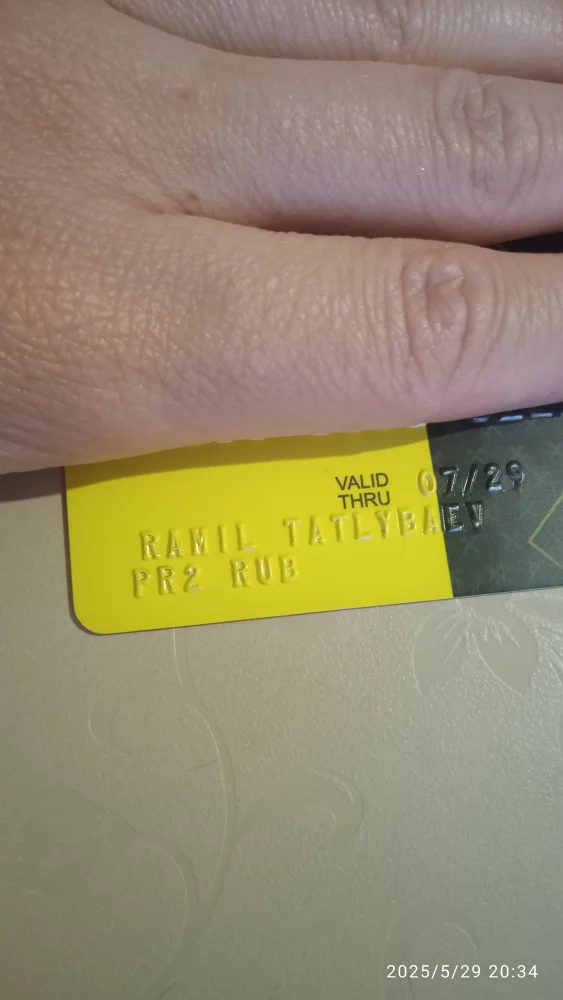 VALID
THRU
07/29
RAMIL TATLYBAEV
PR2 RUB
2025/5/29 20:34